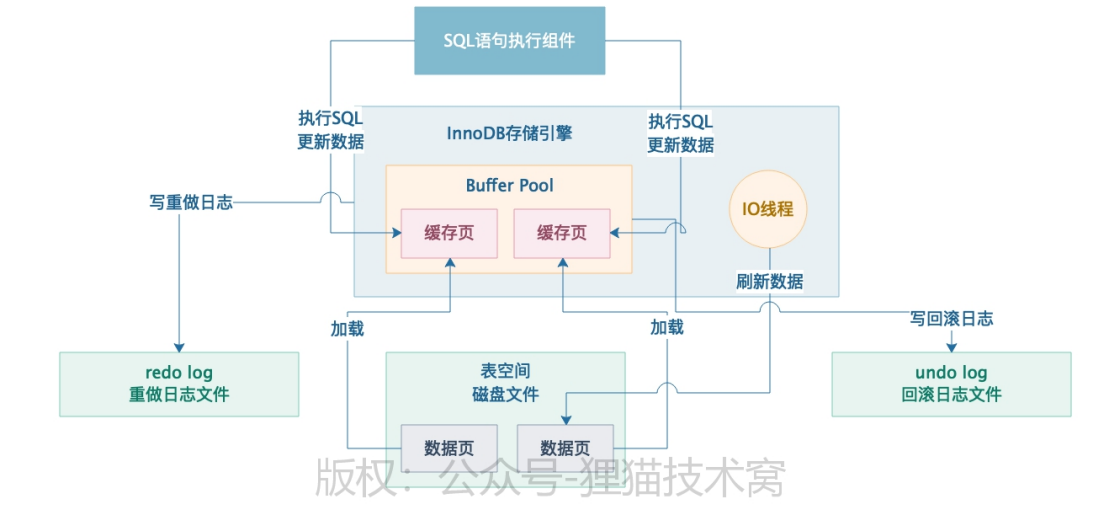 SQL语句执行组件
执行SQL
更新数据
执行SQL
更新数据
InnoDB存储引擎
Buffer Pool
缓存页
缓存页
IO线程
写重做日志
刷新数据
加载
加载
写回滚日志
redo log
重做日志文件
表空间
磁盘文件
undo log
回滚日志文件
数据页
数据页
版权：公众号-狸猫技术窝